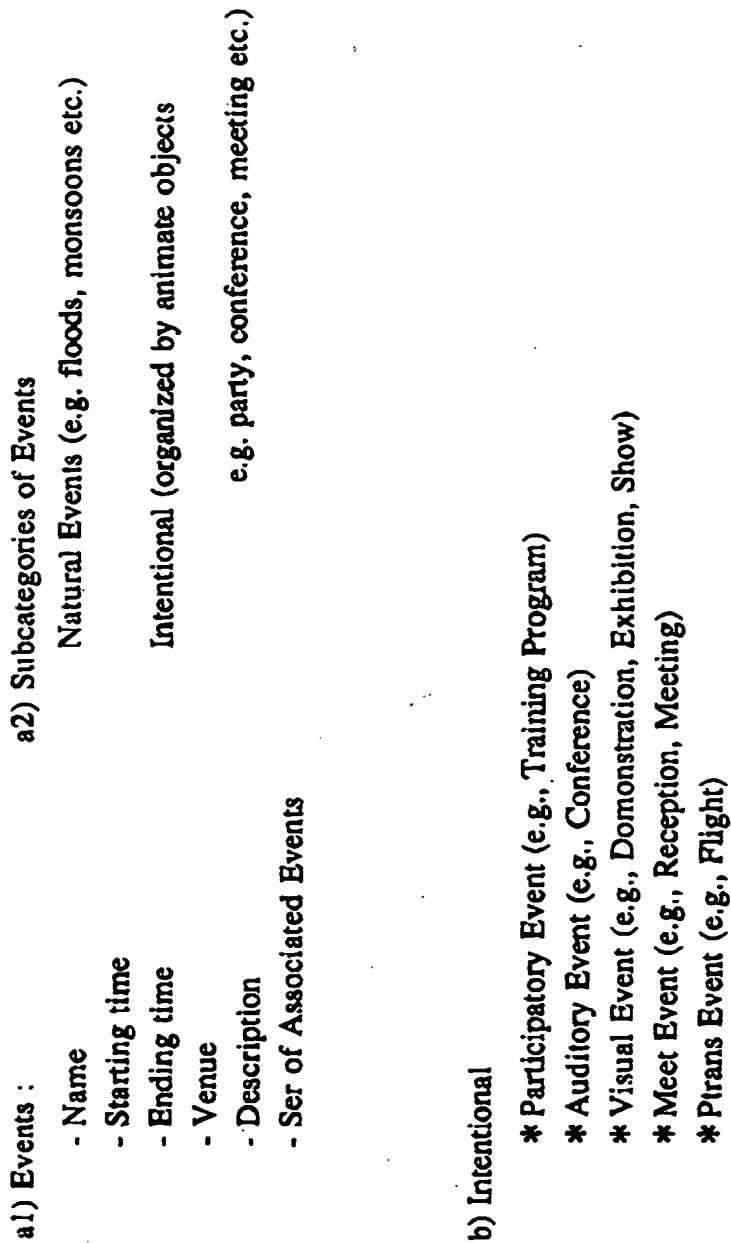 a1) Events :
- Name
- Starting time
- Ending time
- Venue
- Description
- Ser of Associated Events
a2) Subcategories of Events
Natural Events (e.g. floods, monsoons etc.)
Intentional (organized by animate objects
e.g. party, conference, meeting etc.)
b) Intentional
* Participatory Event (e.g., Training Program)
* Auditory Event (e.g., Conference)
* Visual Event (e.g., Domonstration, Exhibition, Show)
* Meet Event (e.g., Reception, Meeting)
* Ptrans Event (e.g., Flight)